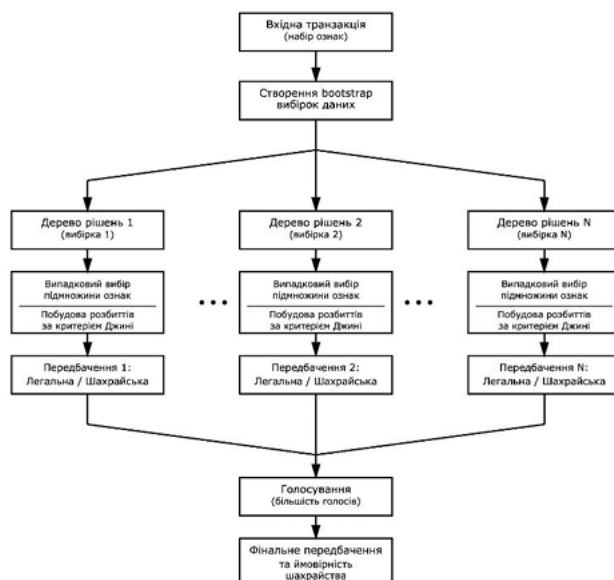 Вхідна транзакція
(набір ознак)
Створення bootstrap
вибірок даних
Дерево рішень 1
(вибірка 1)
Дерево рішень 2
(вибірка 2)
Дерево рішень N
(вибірка N)
Випадковий вибір
підмножини ознак
Побудова розбиттів
за критерієм Джині
Випадковий вибір
підмножини ознак
Побудова розбиттів
за критерієм Джині
Випадковий вибір
підмножини ознак
Побудова розбиттів
за критерієм Джині
Передбачення 1:
Легальна / Шахрайська
Передбачення 2:
Легальна / Шахрайська
Передбачення N:
Легальна / Шахрайська
Голосування
(більшість голосів)
Фінальне передбачення
та ймовірність
шахрайства